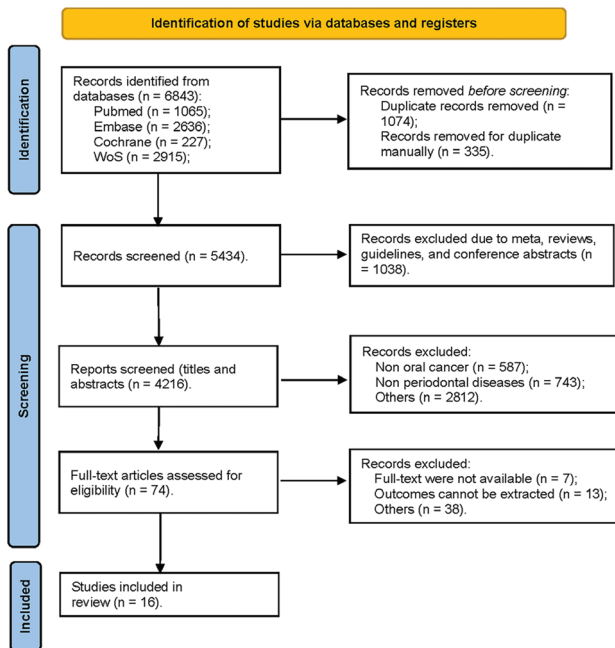 Identification of studies via databases and registers
Identification
Records identified from
databases (n = 6843):
Pubmed (n = 1065);
Embase (n = 2636);
Cochrane (n = 227);
WoS (n = 2915);
Records removed before screening:
Duplicate records removed (n =
1074);
Records removed for duplicate
manually (n = 335).
Screening
Records screened (n = 5434).
Records excluded due to meta, reviews,
guidelines, and conference abstracts (n
= 1038).
Reports screened (titles and
abstracts (n = 4216).
Records excluded:
Non oral cancer (n = 587);
Non periodontal diseases (n = 743);
Others (n = 2812).
Full-text articles assessed for
eligibility (n = 74).
Records excluded:
Full-text were not available (n = 7);
Outcomes cannot be extracted (n = 13);
Others (n = 38).
Included
Studies included in
review (n = 16).